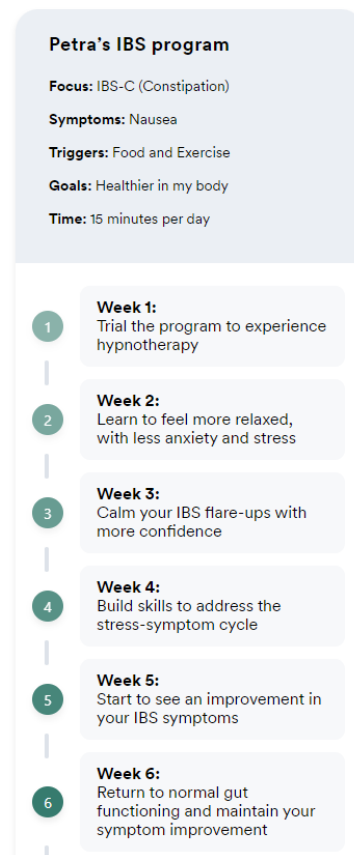 Petra's IBS program
Focus: IBS-C (Constipation)
Symptoms: Nausea
Triggers: Food and Exercise
Goals: Healthier in my body
Time: 15 minutes per day
1
Week 1:
Trial the program to experience
hypnotherapy
2
Week 2:
Learn to feel more relaxed,
with less anxiety and stress
3
Week 3:
Calm your IBS flare-ups with
more confidence
4
Week 4:
Build skills to address the
stress-symptom cycle
5
Week 5:
Start to see an improvement in
your IBS symptoms
6
Week 6:
Return to normal gut
functioning and maintain your
symptom improvement